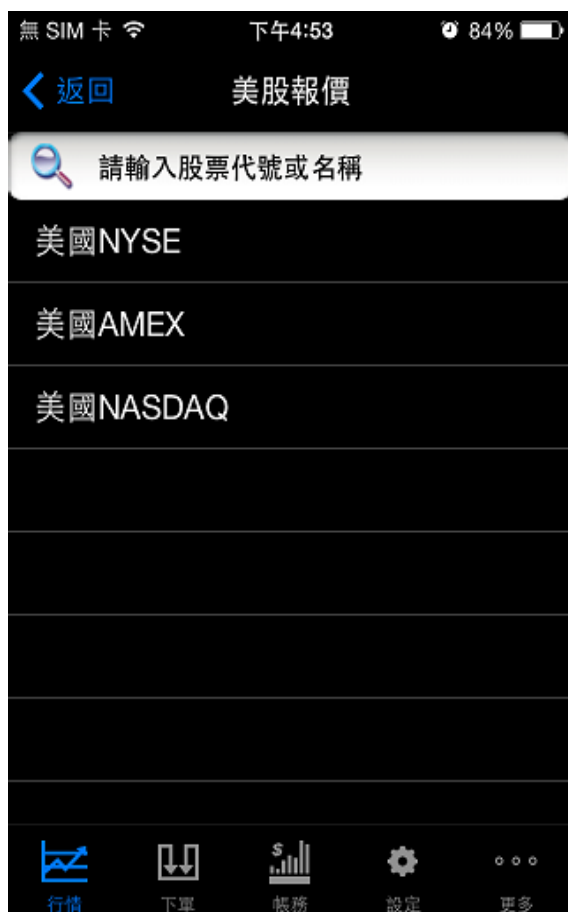 無 SIM 卡 下午4:53 84%
返回 美股報價
請輸入股票代號或名稱
美國NYSE
美國AMEX
美國NASDAQ
行情 下單 帳務 設定 更多